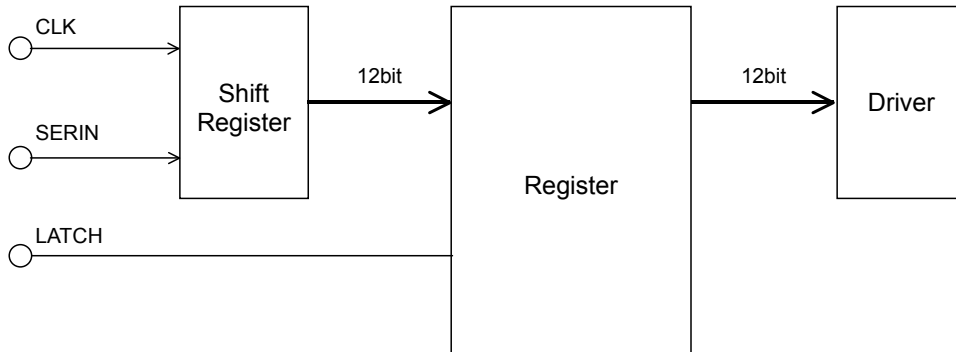 CLK
SERIN
LATCH
Shift
Register
12bit
Register
12bit
Driver